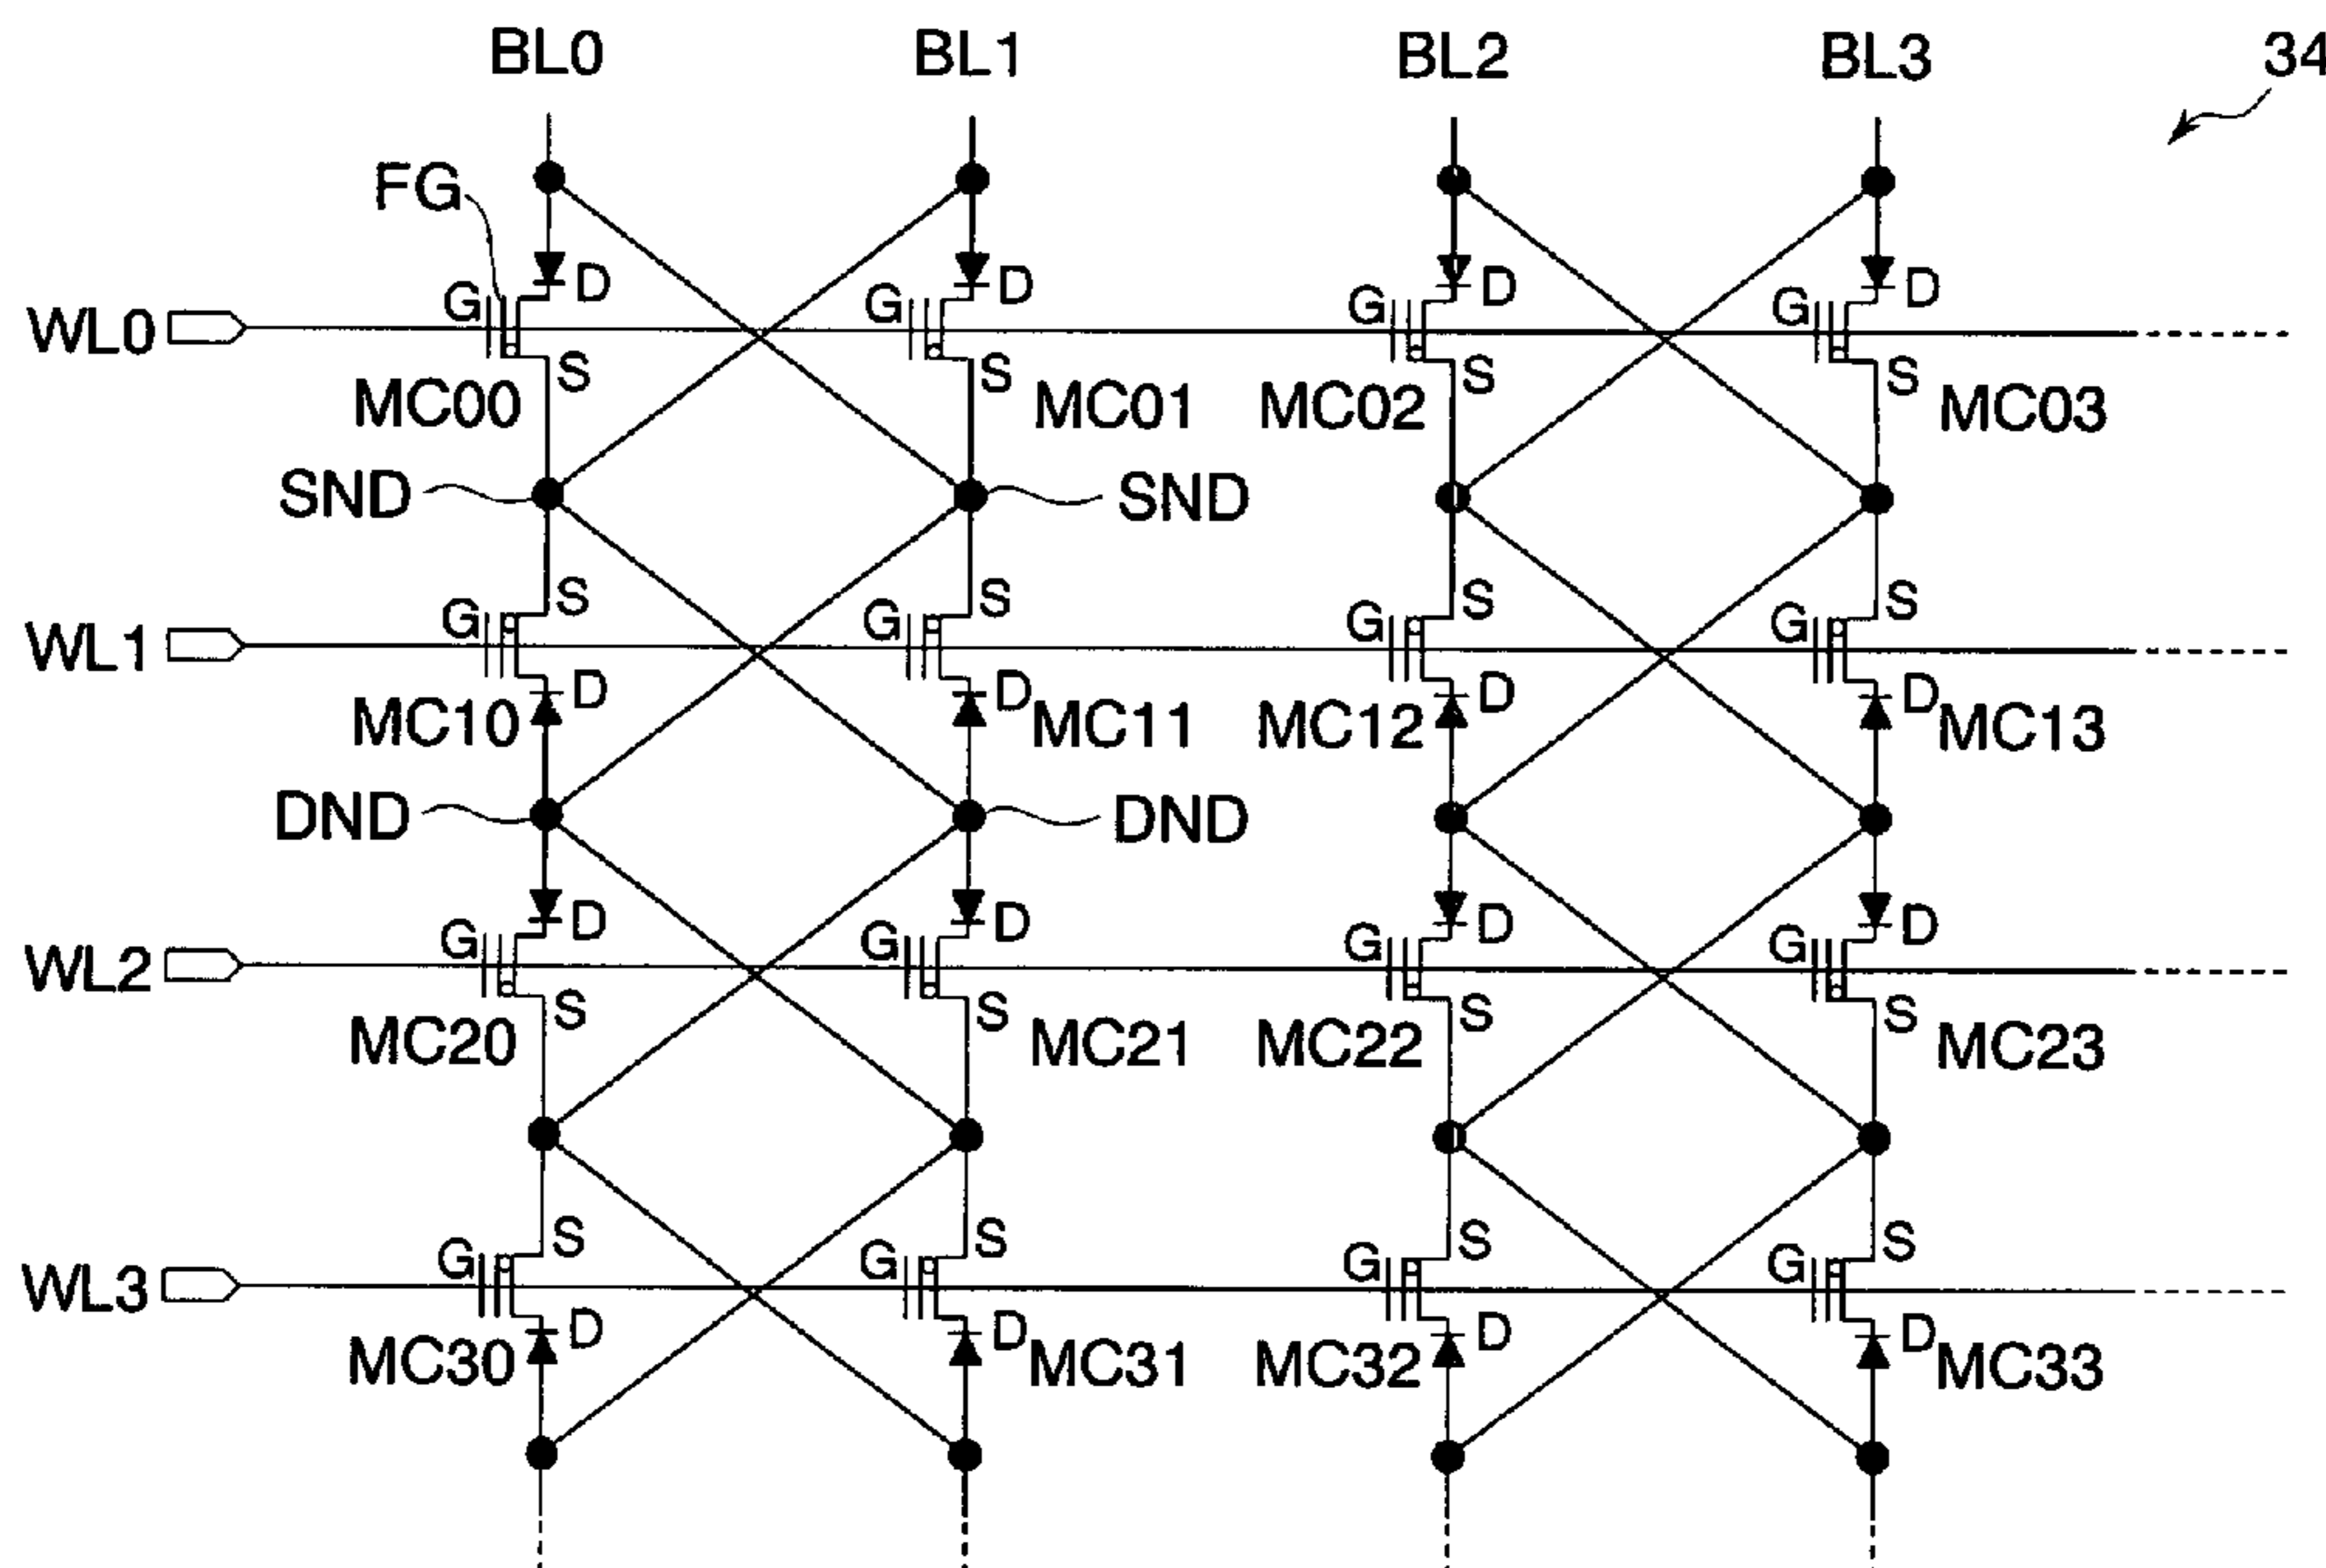 BL0 BL1 BL2 BL3 34
FG
D D D D
G G G G
WL0
S S S S
MC00 MC01 MC02 MC03
SND SND
S S S S
G G G G
WL1
D D D D
MC10 MC11 MC12 MC13
DND DND
D D D D
G G G G
WL2
S S S S
MC20 MC21 MC22 MC23
S S S S
G G G G
WL3
D D D D
MC30 MC31 MC32 MC33